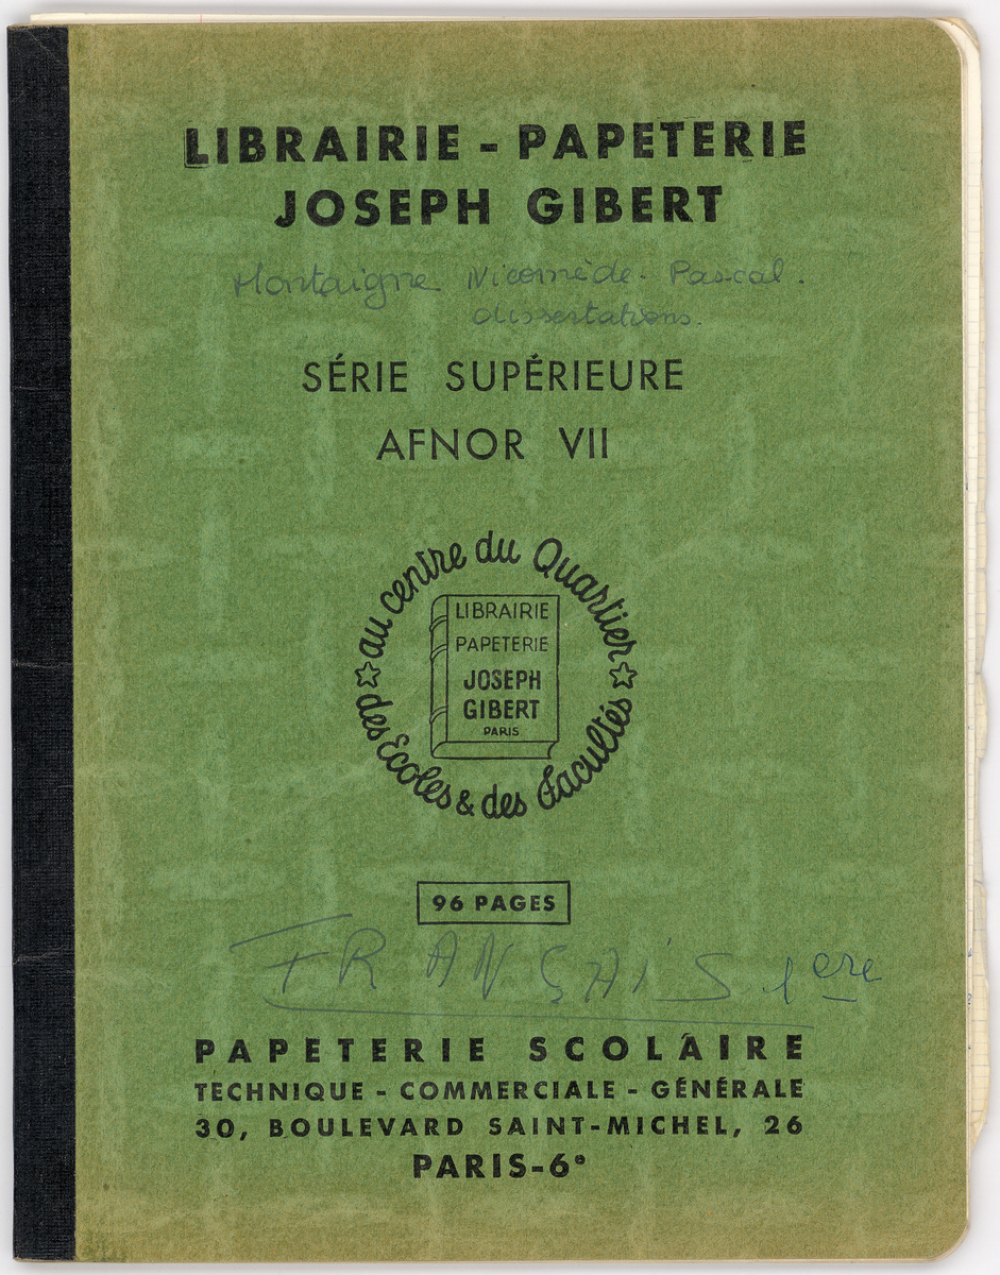 LIBRAIRIE - PAPETERIE
JOSEPH GIBERT
Montaigne Nicomède. Pascal.
dissertations.
SÉRIE SUPÉRIEURE
AFNOR VII
au centre du Quartier
des Ecoles & des Facultés
LIBRAIRIE
PAPETERIE
JOSEPH
GIBERT
PARIS
96 PAGES
FRANÇAIS 1ere
PAPETERIE SCOLAIRE
TECHNIQUE - COMMERCIALE - GÉNÉRALE
30, BOULEVARD SAINT-MICHEL, 26
PARIS-6e